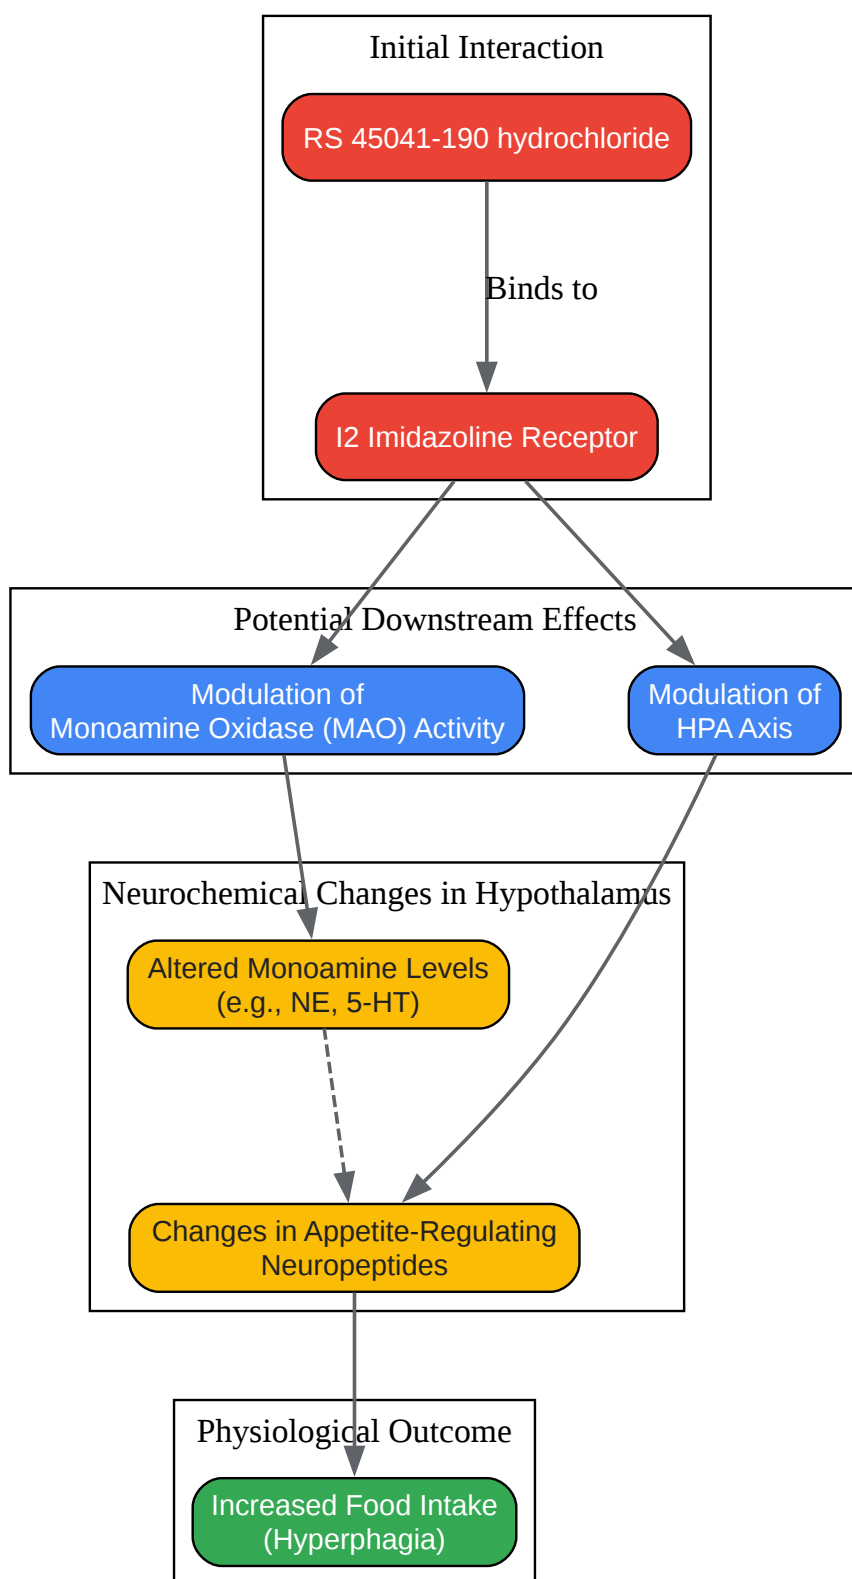 Initial Interaction
RS 45041-190 hydrochloride
Binds to
I2 Imidazoline Receptor
Potential Downstream Effects
Modulation of
Monoamine Oxidase (MAO) Activity
Modulation of
HPA Axis
Neurochemical Changes in Hypothalamus
Altered Monoamine Levels
(e.g., NE, 5-HT)
Changes in Appetite-Regulating
Neuropeptides
Physiological Outcome
Increased Food Intake
(Hyperphagia)